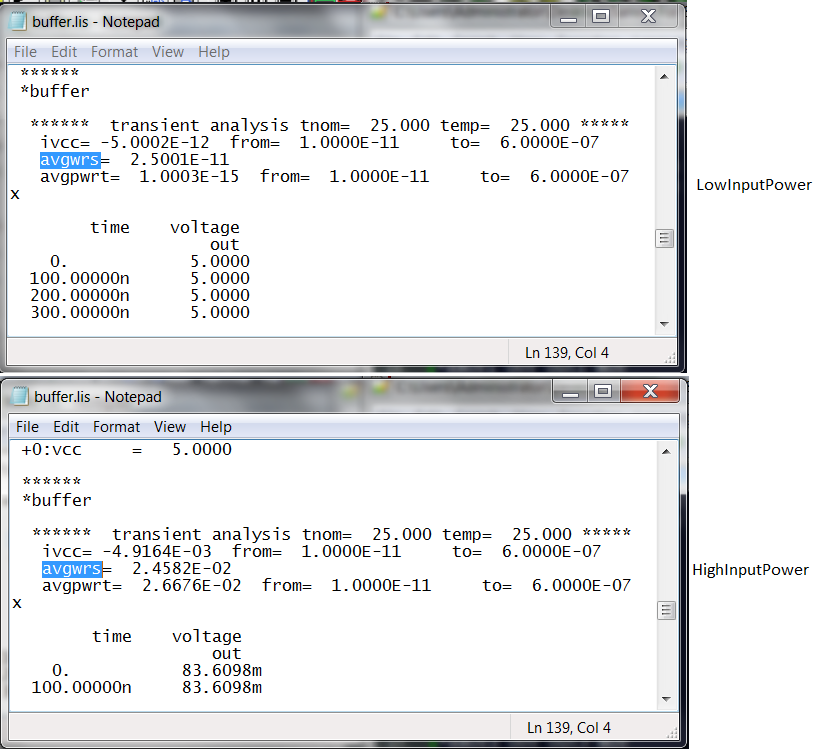 buffer.lis - Notepad
File Edit Format View Help
******
*buffer
****** transient analysis tnom= 25.000 temp= 25.000 *****
ivcc= -5.0002E-12 from= 1.0000E-11 to= 6.0000E-07
avgwrs= 2.5001E-11
avgpwrt= 1.0003E-15 from= 1.0000E-11 to= 6.0000E-07
x
time voltage
out
0. 5.0000
100.00000n 5.0000
200.00000n 5.0000
300.00000n 5.0000
Ln 139, Col 4
LowInputPower
buffer.lis - Notepad
File Edit Format View Help
+0:vcc = 5.0000
******
*buffer
****** transient analysis tnom= 25.000 temp= 25.000 *****
ivcc= -4.9164E-03 from= 1.0000E-11 to= 6.0000E-07
avgwrs= 2.4582E-02
avgpwrt= 2.6676E-02 from= 1.0000E-11 to= 6.0000E-07
x
time voltage
out
0. 83.6098m
100.00000n 83.6098m
Ln 139, Col 4
HighInputPower